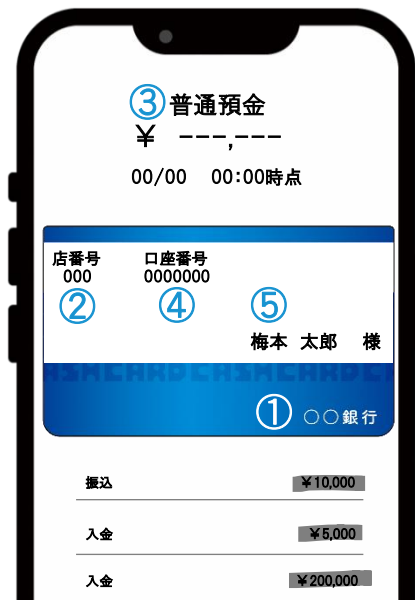 ③普通預金
¥ ---,---
00/00 00:00時点
店番号 口座番号
000 0000000
② ④ ⑤
梅本 太郎 様
CASHCARD CASHCARD
① ○○銀行
振込 ¥10,000
入金 ¥5,000
入金 ¥200,000